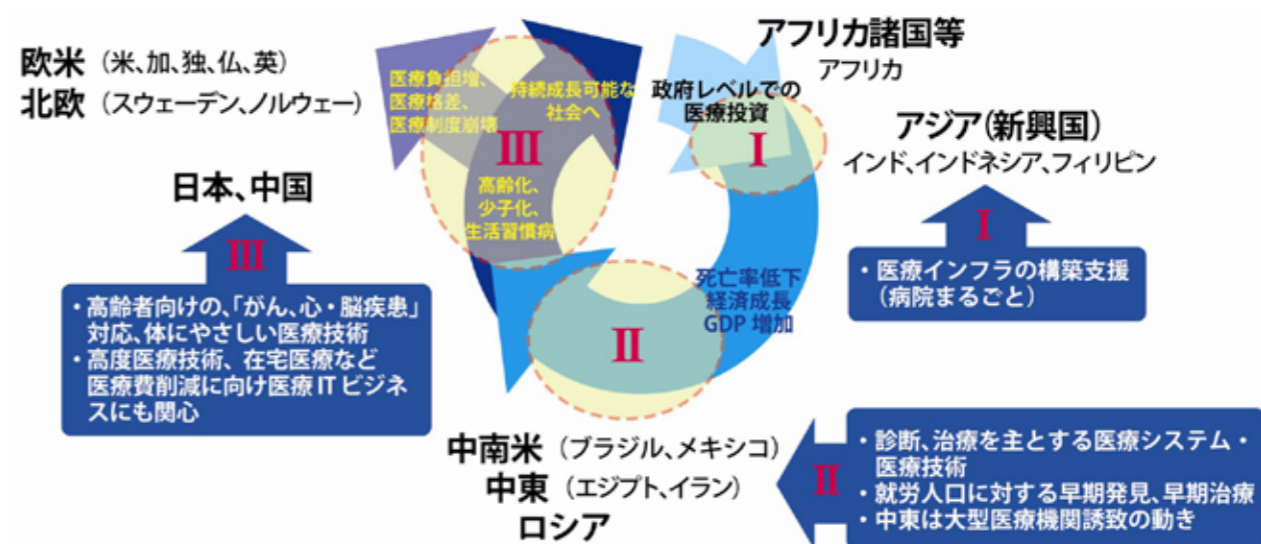 欧米（米、加、独、仏、英）
北欧（スウェーデン、ノルウェー）
日本、中国
III
・高齢者向けの、「がん、心・脳疾患」
対応、体にやさしい医療技術
・高度医療技術、在宅医療など
医療費削減に向け医療ITビジネ
スにも関心
医療負担増、
医療格差、
医療制度崩壊
持続成長可能な
社会へ
III
高齢化、
少子化、
生活習慣病
アフリカ諸国等
アフリカ
政府レベルでの
医療投資
I
アジア（新興国）
インド、インドネシア、フィリピン
I
・医療インフラの構築支援
（病院まるごと）
死亡率低下
経済成長
GDP 増加
II
中南米（ブラジル、メキシコ）
中東（エジプト、イラン）
ロシア
II
・診断、治療を主とする医療システム・
医療技術
・就労人口に対する早期発見、早期治療
・中東は大型医療機関誘致の動き